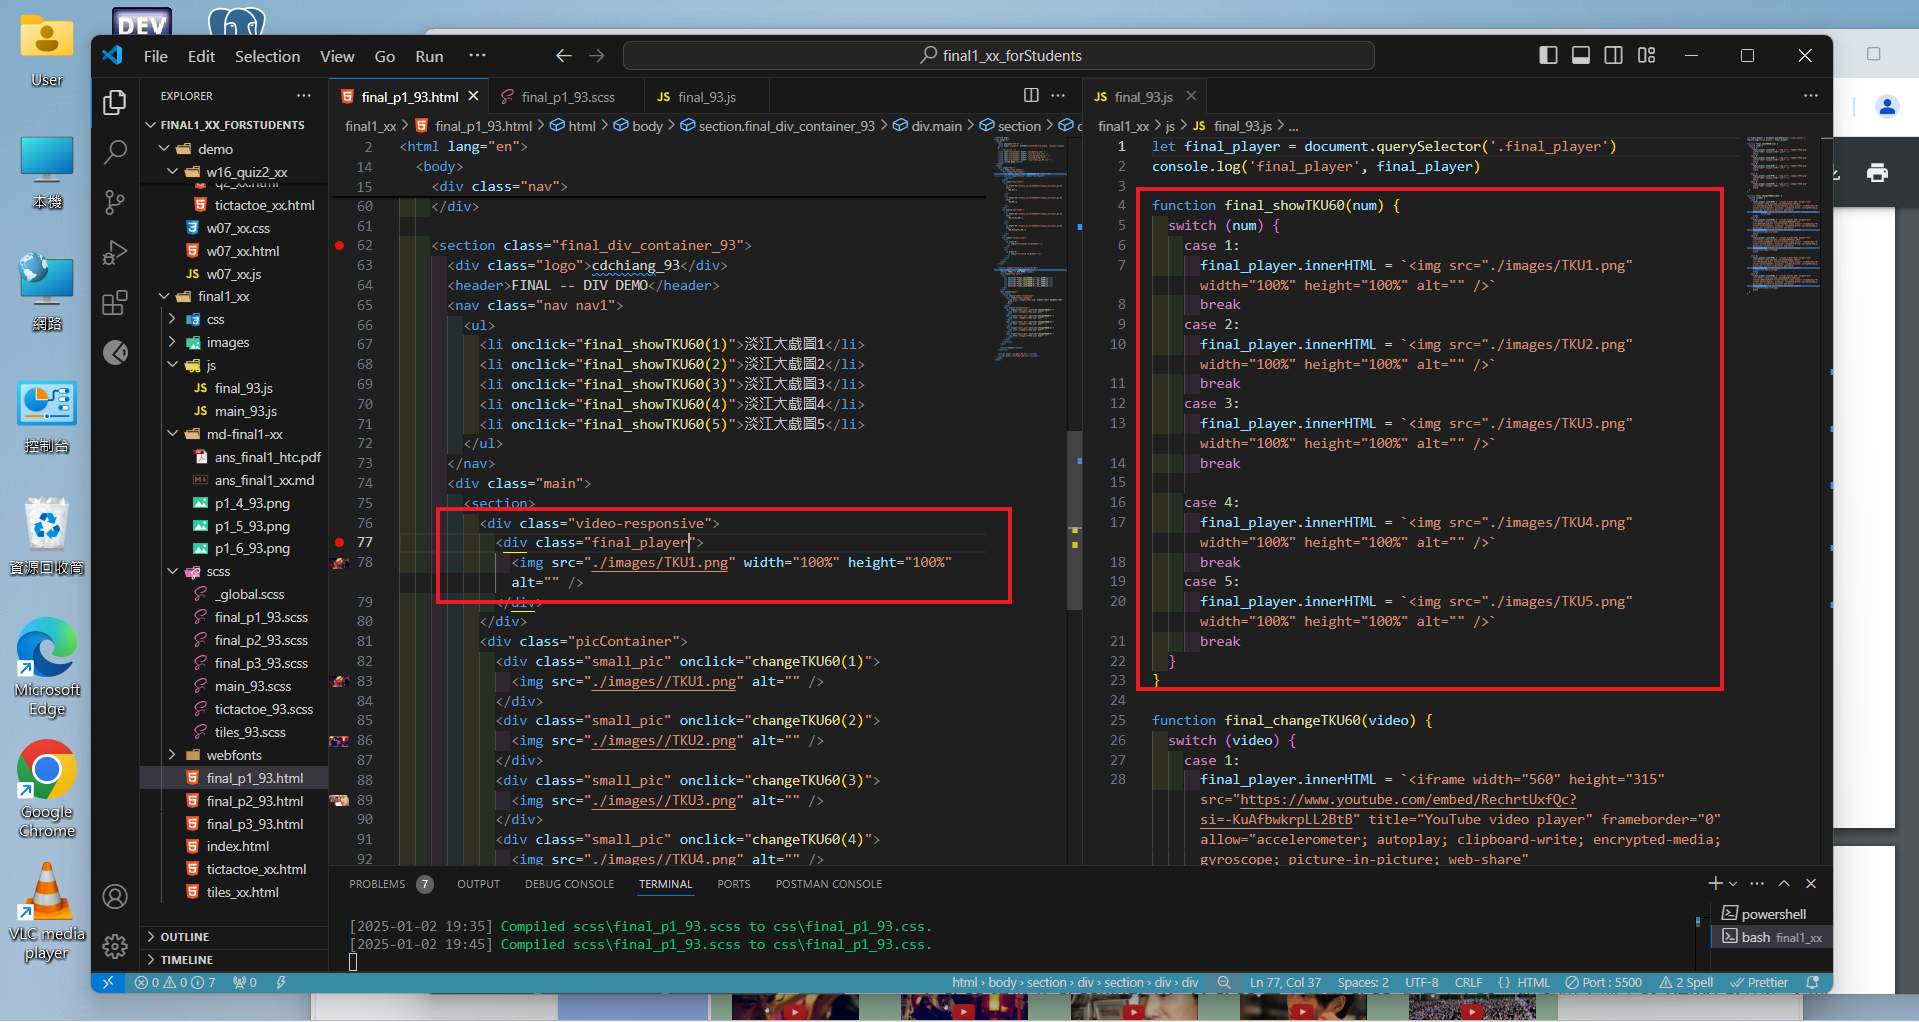 DEV
User
本機
網路
控制台
資源回收筒
Microsoft
Edge
Google
Chrome
VLC media
player
File Edit Selection View Go Run ···
final1_xx_forStudents
EXPLORER ···
FINAL1_XX_FORSTUDENTS
demo
w16_quiz2_xx
q2_xx.html
tictactoe_xx.html
w07_xx.css
w07_xx.html
JS w07_xx.js
final1_xx
css
images
js
JS final_93.js
JS main_93.js
md-final1-xx
ans_final1_htc.pdf
ans_final1_xx.md
p1_4_93.png
p1_5_93.png
p1_6_93.png
scss
_global.scss
final_p1_93.scss
final_p2_93.scss
final_p3_93.scss
main_93.scss
tictactoe_93.scss
tiles_93.scss
webfonts
final_p1_93.html
final_p2_93.html
final_p3_93.html
index.html
tictactoe_xx.html
tiles_xx.html
OUTLINE
TIMELINE
final_p1_93.html final_p1_93.scss JS final_93.js
final1_xx > final_p1_93.html > html > body > section.final_div_container_93 > div.main > section >
2 <html lang="en">
14 <body>
15 <div class="nav">
60 </div>
61
62 <section class="final_div_container_93">
63 <div class="logo">cdchiang_93</div>
64 <header>FINAL -- DIV DEMO</header>
65 <nav class="nav nav1">
66 <ul>
67 <li onclick="final_showTKU60(1)">淡江大戲圖1</li>
68 <li onclick="final_showTKU60(2)">淡江大戲圖2</li>
69 <li onclick="final_showTKU60(3)">淡江大戲圖3</li>
70 <li onclick="final_showTKU60(4)">淡江大戲圖4</li>
71 <li onclick="final_showTKU60(5)">淡江大戲圖5</li>
72 </ul>
73 </nav>
74 <div class="main">
75 <section>
76 <div class="video-responsive">
77 <div class="final_player">
78 <img src="./images/TKU1.png" width="100%" height="100%"
alt="" />
79 </div>
80 </div>
81 <div class="picContainer">
82 <div class="small_pic" onclick="changeTKU60(1)">
83 <img src="./images//TKU1.png" alt="" />
84 </div>
85 <div class="small_pic" onclick="changeTKU60(2)">
86 <img src="./images//TKU2.png" alt="" />
87 </div>
88 <div class="small_pic" onclick="changeTKU60(3)">
89 <img src="./images//TKU3.png" alt="" />
90 </div>
91 <div class="small_pic" onclick="changeTKU60(4)">
92 <img src="./images//TKU4.png" alt="" />
JS final_93.js
final1_xx > js > JS final_93.js > ...
1 let final_player = document.querySelector('.final_player')
2 console.log('final_player', final_player)
3
4 function final_showTKU60(num) {
5 switch (num) {
6 case 1:
7 final_player.innerHTML = `<img src="./images/TKU1.png"
width="100%" height="100%" alt="" />`
8 break
9 case 2:
10 final_player.innerHTML = `<img src="./images/TKU2.png"
width="100%" height="100%" alt="" />`
11 break
12 case 3:
13 final_player.innerHTML = `<img src="./images/TKU3.png"
width="100%" height="100%" alt="" />`
14 break
15
16 case 4:
17 final_player.innerHTML = `<img src="./images/TKU4.png"
width="100%" height="100%" alt="" />`
18 break
19 case 5:
20 final_player.innerHTML = `<img src="./images/TKU5.png"
width="100%" height="100%" alt="" />`
21 break
22 }
23 }
24
25 function final_changeTKU60(video) {
26 switch (video) {
27 case 1:
28 final_player.innerHTML = `<iframe width="560" height="315"
src="https://www.youtube.com/embed/RechrtUxfQc?
si=-KuAfbwkrpLL2BtB" title="YouTube video player" frameborder="0"
allow="accelerometer; autoplay; clipboard-write; encrypted-media;
gyroscope; picture-in-picture; web-share"
PROBLEMS 7 OUTPUT DEBUG CONSOLE TERMINAL PORTS POSTMAN CONSOLE
[2025-01-02 19:35] Compiled scss\final_p1_93.scss to css\final_p1_93.css.
[2025-01-02 19:45] Compiled scss\final_p1_93.scss to css\final_p1_93.css.
powershell
bash final1_xx
0 0 7 0 html › body › section › div › section › div › div Ln 77, Col 37 Spaces: 2 UTF-8 CRLF {} HTML Port : 5500 2 Spell Prettier